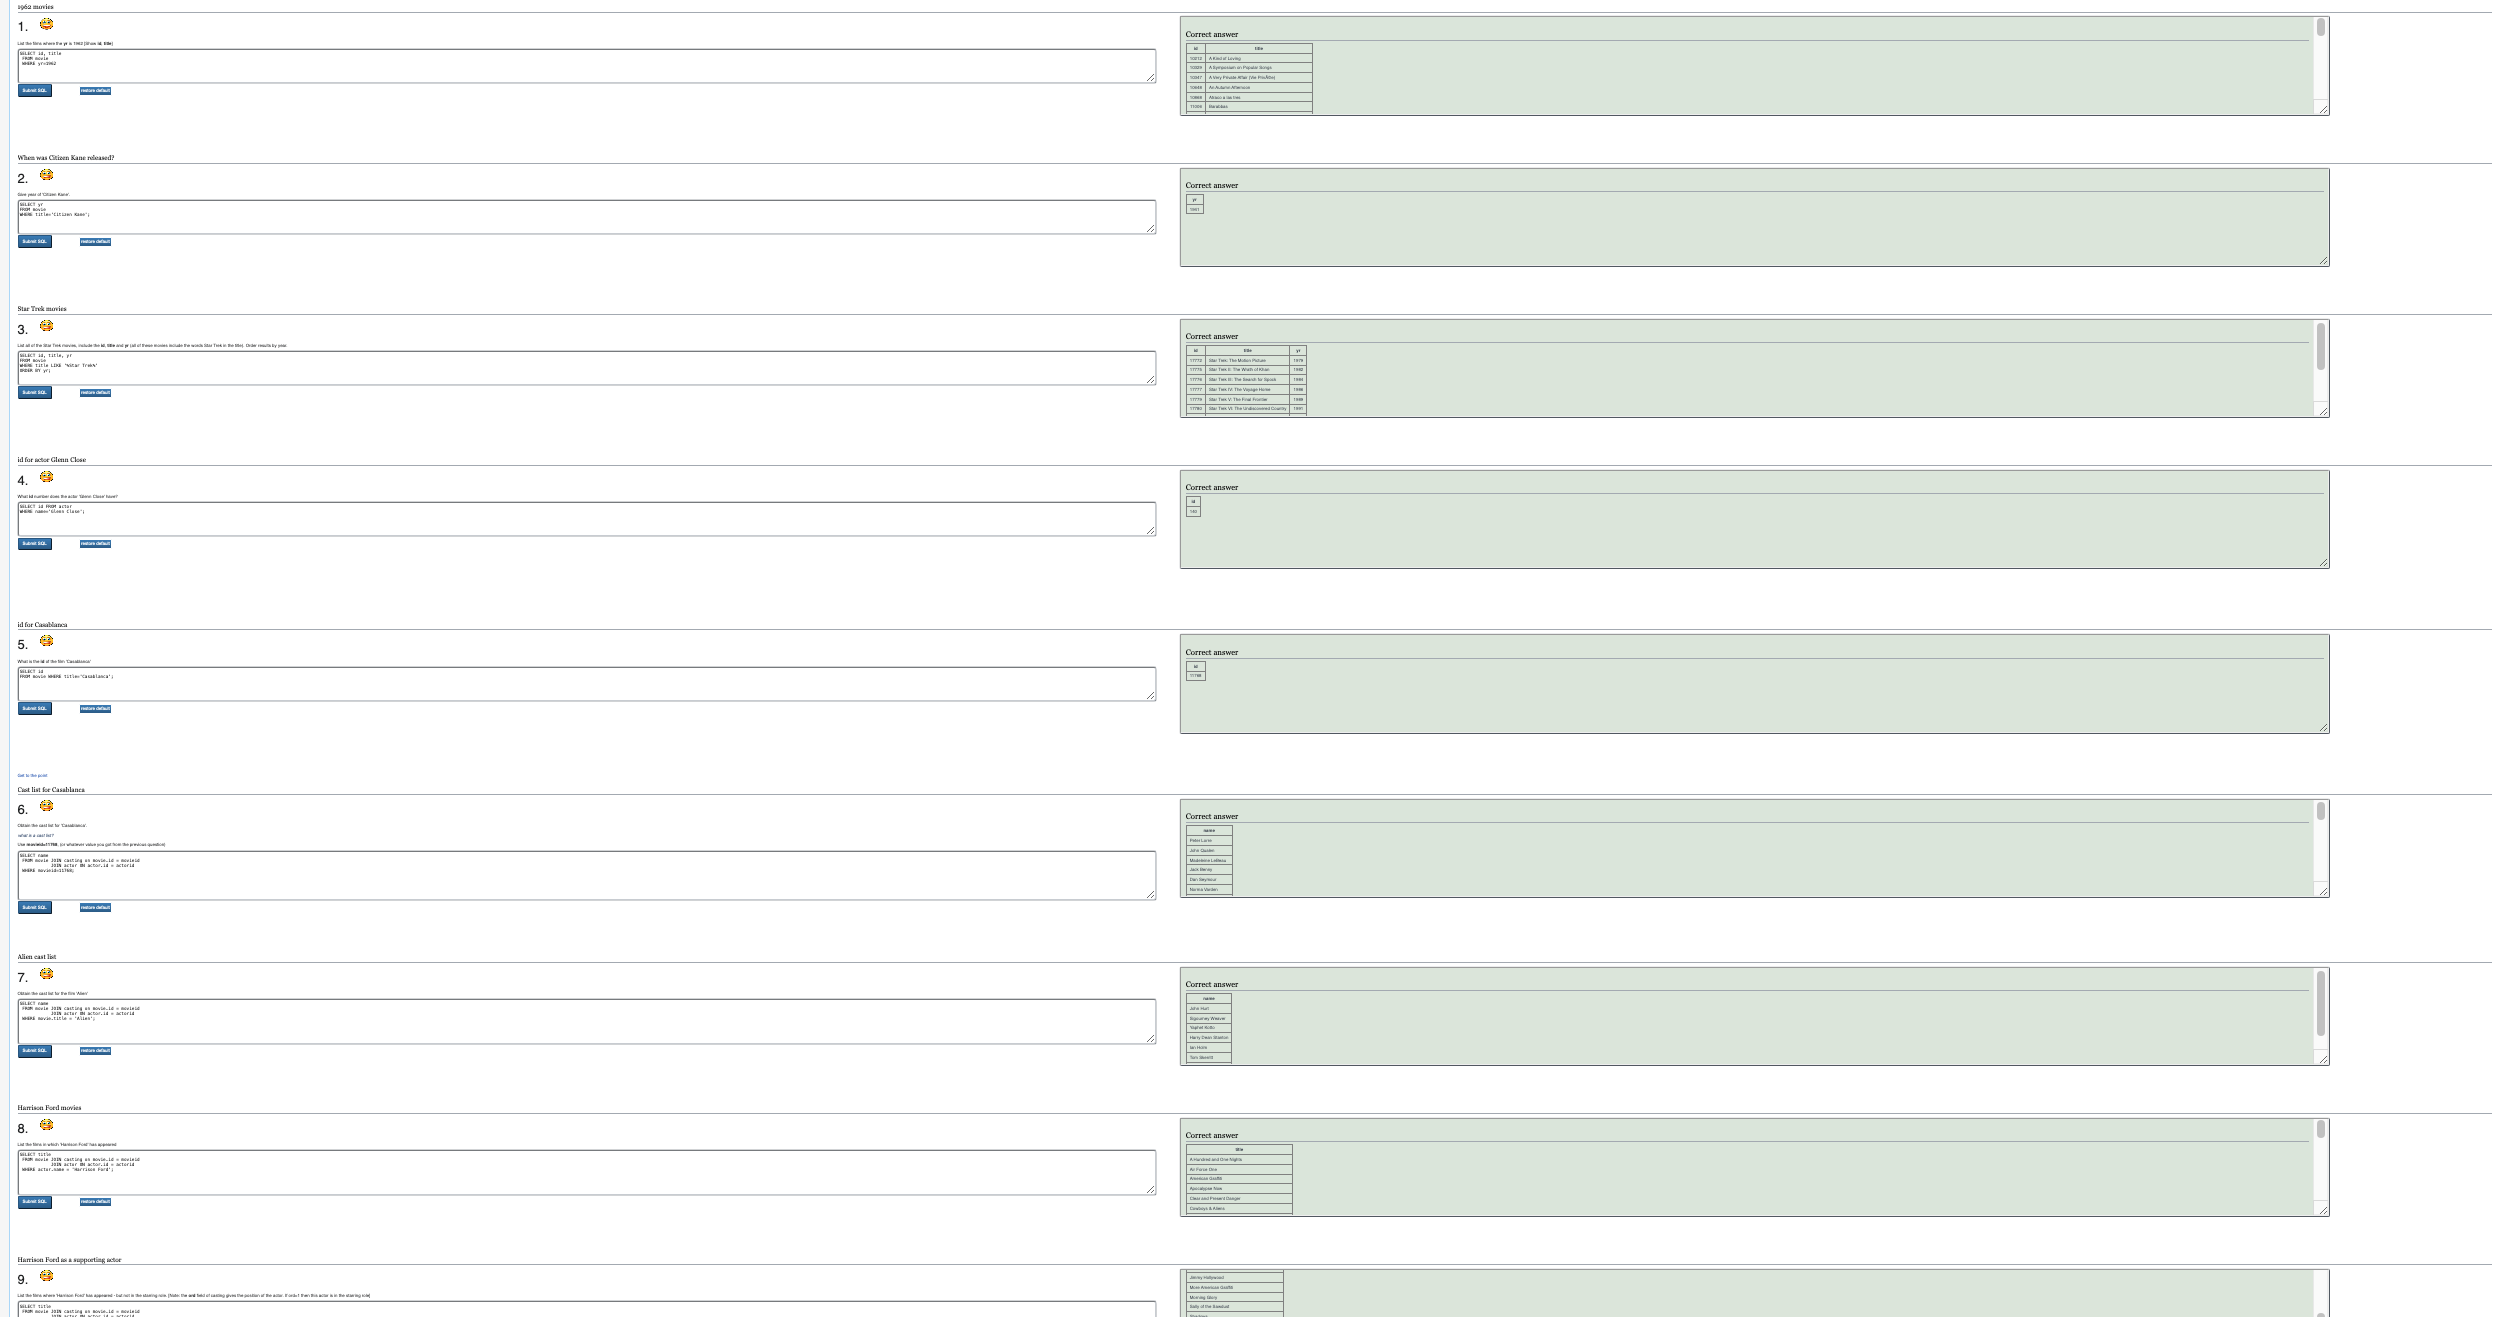 1962 movies
1.
List the films where the yr is 1962 [Show id, title]
SELECT id, title
FROM movie
WHERE yr=1962
Submit SQL
restore default
Correct answer
id title
10212 A Kind of Loving
A Symposium on Popular Songs
A Very Private Affair (Vie PrivÃ©e)
An Autumn Afternoon
Atraco a las tres
Barabbas
When was Citizen Kane released?
2.
Give year of 'Citizen Kane'.
SELECT yr
FROM movie
WHERE title='Citizen Kane';
Submit SQL
restore default
Correct answer
yr
1941
Star Trek movies
3.
List all of the Star Trek movies, include the id, title and yr (all of these movies include the words Star Trek in the title). Order results by year.
SELECT id, title, yr
FROM movie
WHERE title LIKE '%Star Trek%'
ORDER BY yr;
Submit SQL
restore default
Correct answer
id title yr
17772 Star Trek: The Motion Picture 1979
17775 Star Trek II: The Wrath of Khan 1982
17776 Star Trek III: The Search for Spock 1984
17777 Star Trek IV: The Voyage Home 1986
17779 Star Trek V: The Final Frontier 1989
17780 Star Trek VI: The Undiscovered Country 1991
id for actor Glenn Close
4.
What id number does the actor 'Glenn Close' have?
SELECT id FROM actor
WHERE name='Glenn Close';
Submit SQL
restore default
Correct answer
id
140
id for Casablanca
5.
What is the id of the film 'Casablanca'
SELECT id
FROM movie WHERE title='Casablanca';
Submit SQL
restore default
Correct answer
id
11768
Get to the point
Cast list for Casablanca
6.
Obtain the cast list for 'Casablanca'.
what is a cast list?
Use movieid=11768, (or whatever value you got from the previous question)
SELECT name
FROM movie JOIN casting on movie.id = movieid
JOIN actor ON actor.id = actorid
WHERE movieid=11768;
Submit SQL
restore default
Correct answer
name
Peter Lorre
John Qualen
Madeleine LeBeau
Jack Benny
Dan Seymour
Norma Varden
Alien cast list
7.
Obtain the cast list for the film 'Alien'
SELECT name
FROM movie JOIN casting on movie.id = movieid
JOIN actor ON actor.id = actorid
WHERE movie.title = 'Alien';
Submit SQL
restore default
Correct answer
name
John Hurt
Sigourney Weaver
Yaphet Kotto
Harry Dean Stanton
Ian Holm
Tom Skerritt
Harrison Ford movies
8.
List the films in which 'Harrison Ford' has appeared
SELECT title
FROM movie JOIN casting on movie.id = movieid
JOIN actor ON actor.id = actorid
WHERE actor.name = 'Harrison Ford';
Submit SQL
restore default
Correct answer
title
A Hundred and One Nights
Air Force One
American Graffiti
Apocalypse Now
Clear and Present Danger
Cowboys & Aliens
Harrison Ford as a supporting actor
9.
List the films where 'Harrison Ford' has appeared - but not in the starring role. [Note: the ord field of casting gives the position of the actor. If ord=1 then this actor is in the starring role]
SELECT title
FROM movie JOIN casting on movie.id = movieid
JOIN actor ON actor.id = actorid
Jimmy Hollywood
More American Graffiti
Morning Glory
Sally of the Sawdust